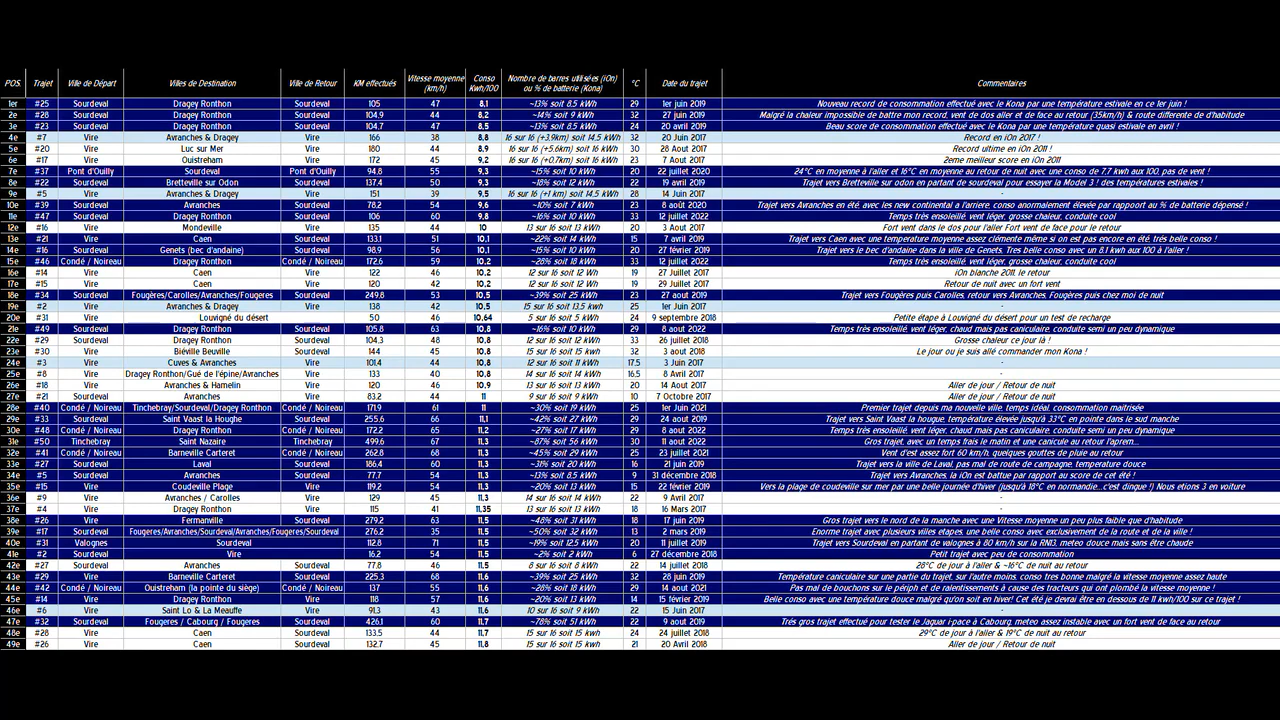 POS. Trajet Ville de Départ Villes de Destination Ville de Retour KM effectués Vitesse moyenne (km/h) Conso Kwh/100 Nombre de barres utilisées (iOn) ou % de batterie (Kona) °C Date du trajet Commentaires
1er #25 Sourdeval Dragey Ronthon Sourdeval 105 47 8,1 ~13% soit 8,5 kWh 29 1er juin 2019 Nouveau record de consommation effectué avec le Kona par une température estivale en ce 1er juin !
2e #28 Sourdeval Dragey Ronthon Sourdeval 104,9 44 8,2 ~14% soit 9 kWh 32 27 juin 2019 Malgré la chaleur impossible de battre mon record, vent de dos aller et de face au retour (35km/h) & route differente de d'habitude
3e #23 Sourdeval Dragey Ronthon Sourdeval 104,7 47 8,5 ~13% soit 8,5 kWh 24 20 avril 2019 Beau score de consommation effectué avec le Kona par une température quasi estivale en avril !
4e #7 Vire Avranches & Dragey Vire 166 38 8,8 16 sur 16 (+3,9km) soit 14,5 kWh 32 20 Juin 2017 Record en iOn 2017 !
5e #20 Vire Luc sur Mer Vire 180 44 8,9 16 sur 16 (+5,6km) soit 16 kWh 30 28 Aout 2017 Record ultime en iOn 2011 !
6e #17 Vire Ouistreham Vire 172 45 9,2 16 sur 16 (+0,7km) soit 16 kWh 23 7 Aout 2017 2eme meilleur score en iOn 2011
7e #37 Pont d'Ouilly Sourdeval Pont d'Ouilly 94,8 55 9,3 ~15% soit 10 kWh 20 22 juillet 2020 24°C en moyenne à l'aller et 16°C en moyenne au retour de nuit avec une conso de 7,7 kwh aux 100, pas de vent !
8e #22 Sourdeval Bretteville sur Odon Sourdeval 137,4 50 9,3 ~18% soit 12 kWh 22 19 avril 2019 Trajet vers Bretteville sur odon en partant de sourdeval pour essayer la Model 3 ! des températures estivales !
9e #5 Vire Avranches & Dragey Vire 151 39 9,5 16 sur 16 (+1 km) soit 14,5 kWh 28 14 Juin 2017 -
10e #39 Sourdeval Avranches Sourdeval 78,2 54 9,6 ~10% soit 7 kWh 23 8 août 2020 Trajet vers Avranches en été, avec les new continental a l'arriere, conso anormalement élevée par rapport au % de batterie dépensé !
11e #47 Sourdeval Dragey Ronthon Sourdeval 106 60 9,8 ~16% soit 10 kWh 33 12 juillet 2022 Temps très ensoleillé, vent léger, grosse chaleur, conduite cool
12e #16 Vire Mondeville Vire 135 44 10 13 sur 16 soit 13 kWh 20 3 Aout 2017 Fort vent dans le dos pour l'aller Fort vent de face pour le retour
13e #21 Vire Caen Sourdeval 133,1 51 10,1 ~22% soit 14 kWh 15 7 avril 2019 Trajet vers Caen avec une temperature moyenne assez clémente même si on est pas encore en été, trés belle conso !
14e #16 Sourdeval Genets (bec d'andaine) Sourdeval 98,9 56 10,1 ~15% soit 10 kWh 20 27 février 2019 Trajet vers le bec d'andaine dans la ville de Genets. Tres belle conso avec un 8,1 kwh aux 100 a l'aller !
15e #46 Condé / Noireau Dragey Ronthon Condé / Noireau 172,6 59 10,2 ~28% soit 18 kWh 33 12 juillet 2022 Temps très ensoleillé, vent léger, grosse chaleur, conduite cool
16e #14 Vire Caen Vire 122 46 10,2 12 sur 16 soit 12 Wh 19 27 Juillet 2017 iOn blanche 2011, le retour
17e #15 Vire Caen Vire 120 42 10,2 12 sur 16 soit 12 kWh 19 29 Juillet 2017 Retour de nuit avec un fort vent
18e #34 Sourdeval Fougères/Carolles/Avranches/Fougeres Sourdeval 249,8 53 10,5 ~39% soit 25 kWh 23 27 août 2019 Trajet vers Fougères puis Carolles, retour vers Avranches, Fougères puis chez moi de nuit
19e #2 Vire Avranches & Dragey Vire 138 42 10,5 15 sur 16 soit 13,5 kwh 25 1er Juin 2017 -
20e #31 Louvigné du désert 50 46 10,64 5 sur 16 soit 5 kWh 24 9 septembre 2018 Petite étape à Louvigné du désert pour un test de recharge
21e #49 Sourdeval Dragey Ronthon Sourdeval 105,8 63 10,8 ~16% soit 10 kWh 29 8 aout 2022 Temps très ensoleillé, vent léger, chaud mais pas caniculaire, conduite semi un peu dynamique
22e #29 Sourdeval Dragey Ronthon Sourdeval 104,3 48 10,8 12 sur 16 soit 12 kWh 33 26 juillet 2018 Grosse chaleur ce jour là !
23e #30 Sourdeval Biéville Beuville Sourdeval 144 45 10,8 15 sur 16 soit 15 kWh 32 3 aout 2018 Le jour ou je suis allé commander mon Kona !
24e #3 Vire Cuves & Avranches Vire 101,4 44 10,8 12 sur 16 soit 11 kWh 17,5 3 Juin 2017 -
25e #8 Vire Dragey Ronthon/Gué de l'épine/Avranches Vire 133 40 10,8 14 sur 16 soit 14 kWh 16,5 8 Avril 2017 -
26e #18 Vire Avranches & Hamelin Vire 120 46 10,9 13 sur 16 soit 13 kWh 20 14 Aout 2017 Aller de jour / Retour de nuit
27e #21 Vire Avranches Vire 83,2 44 11 9 sur 16 soit 9 kWh 10 7 Octobre 2017 Aller de jour / Retour de nuit
28e #40 Condé / Noireau Tinchebray/Sourdeval/Dragey Ronthon Condé / Noireau 171,9 61 11 ~30% soit 19 kWh 25 1er Juin 2021 Premier trajet depuis ma nouvelle ville, temps idéal, consommation maitrisée
29e #33 Sourdeval Saint Vaast la Houghe Sourdeval 255,6 66 11,1 ~42% soit 27 kWh 29 24 août 2019 Trajet vers Saint Vaast la hougue, température élevée jusqu'à 33°C en pointe dans le sud manche
30e #48 Condé / Noireau Dragey Ronthon Condé / Noireau 172,2 65 11,2 ~27% soit 17 kWh 29 8 aout 2022 Temps très ensoleillé, vent léger, chaud mais pas caniculaire, conduite semi un peu dynamique
31e #50 Tinchebray Saint Nazaire Tinchebray 499,6 67 11,3 ~87% soit 56 kWh 30 11 aout 2022 Gros trajet, avec un temps frais le matin et une canicule au retour l'aprem...
32e #41 Condé / Noireau Barneville Carteret Condé / Noireau 262,8 68 11,3 ~45% soit 29 kWh 25 23 juillet 2021 Vent d'est assez fort 60 km/h, quelques gouttes de pluie au retour
33e #27 Sourdeval Laval Sourdeval 186,4 60 11,3 ~31% soit 20 kWh 16 21 juin 2019 Trajet vers la ville de Laval, pas mal de route de campagne, temperature douce
34e #5 Sourdeval Avranches Sourdeval 77,7 54 11,3 ~13% soit 8,5 kWh 9 31 décembre 2018 Pas mal, la iOn est battue par rapport au score de cet été !
35e #15 Vire Coudeville Plage Vire 119,2 54 11,3 ~20% soit 13 kWh 15 22 février 2019 Vers la plage de coudeville sur mer par une belle journée d'hiver (jusqu'à 18°C en normandie...c'est dingue !) Nous etions 3 en voiture
36e #9 Vire Avranches / Carolles Vire 129 45 11,3 14 sur 16 soit 14 kWh 22 9 Avril 2017 -
37e #4 Vire Dragey Ronthon Vire 115 41 11,35 13 sur 16 soit 13 kWh 18 16 Mars 2017 -
38e #26 Vire Fermanville Sourdeval 279,2 63 11,5 ~48% soit 31 kWh 18 17 juin 2019 Gros trajet vers le nord de la manche avec une Vitesse moyenne un peu plus faible que d'habitude
39e #17 Sourdeval Fougeres/Avranches/Sourdeval/Avranches/Fougeres/Sourdeval 276,2 35 11,5 ~50% soit 32 kWh 13 2 mars 2019 Enorme trajet avec plusieurs villes etapes, une belle conso avec exclusivement de la route et de la ville !
40e #31 Valognes Sourdeval 112,8 71 11,5 ~19% soit 12,5 kWh 20 11 juillet 2019 Trajet vers Sourdeval en partant de valognes à 80 km/h sur la RN13, meteo douce mais sans être chaude
41e #2 Sourdeval Vire 16,2 54 11,5 ~2% soit 2 kWh 6 27 décembre 2018 Petit trajet avec peu de consommation
42e #27 Sourdeval Avranches Sourdeval 77,8 46 11,5 8 sur 16 soit 8 kWh 22 14 juillet 2018 28°C de jour à l'aller & ~16°C de nuit au retour
43e #29 Sourdeval Barneville Carteret Sourdeval 225,3 68 11,6 ~39% soit 25 kWh 32 28 juin 2019 Température caniculaire sur une partie du trajet, sur l'autre moins, conso tres bonne malgré la vitesse moyenne assez haute
44e #42 Condé / Noireau Ouistreham (la pointe du siège) Condé / Noireau 137 55 11,6 ~28% soit 18 kWh 29 14 aout 2021 Pas mal de bouchons sur le périph et de ralentissements à cause des tracteurs qui ont plombé la vitesse moyenne !
45e #14 Vire Dragey Ronthon Vire 118 57 11,6 ~20% soit 13 kWh 14 15 février 2019 Belle conso avec une température douce malgré qu'on soit en hiver! Cet été je devrai être en dessous de 11 kwh/100 sur ce trajet !
46e #6 Vire Saint Lo & La Meauffe Vire 91,3 43 11,6 10 sur 16 soit 9 kWh 22 15 Juin 2017 -
47e #32 Sourdeval Fougeres / Cabourg / Fougeres Sourdeval 426,1 60 11,7 ~78% soit 51 kWh 22 9 aout 2019 Trés gros trajet effectué pour tester le Jaguar i-pace à Cabourg, meteo assez instable avec un fort vent de face au retour
48e #28 Vire Caen Sourdeval 133,5 44 11,7 15 sur 16 soit 15 kwh 24 24 juillet 2018 29°C de jour à l'aller & 19°C de nuit au retour
49e #26 Vire Caen Sourdeval 132,7 45 11,8 15 sur 16 soit 15 kWh 21 20 Avril 2018 Aller de jour / Retour de nuit